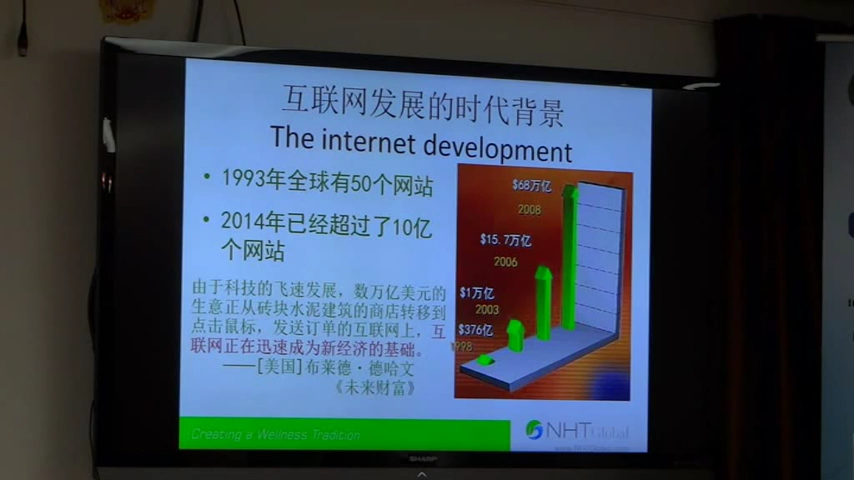 互联网发展的时代背景
The internet development
• 1993年全球有50个网站
• 2014年已经超过了10亿
个网站
由于科技的飞速发展，数万亿美元的
生意正从砖块水泥建筑的商店转移到
点击鼠标，发送订单的互联网上，互
联网正在迅速成为新经济的基础。
——[美国]布莱德·德哈文
《未来财富》
$68万亿
2008
$15.7万亿
2006
$1万亿
2003
$376亿
1998
Creating a Wellness Tradition
NHT Global
SHARP